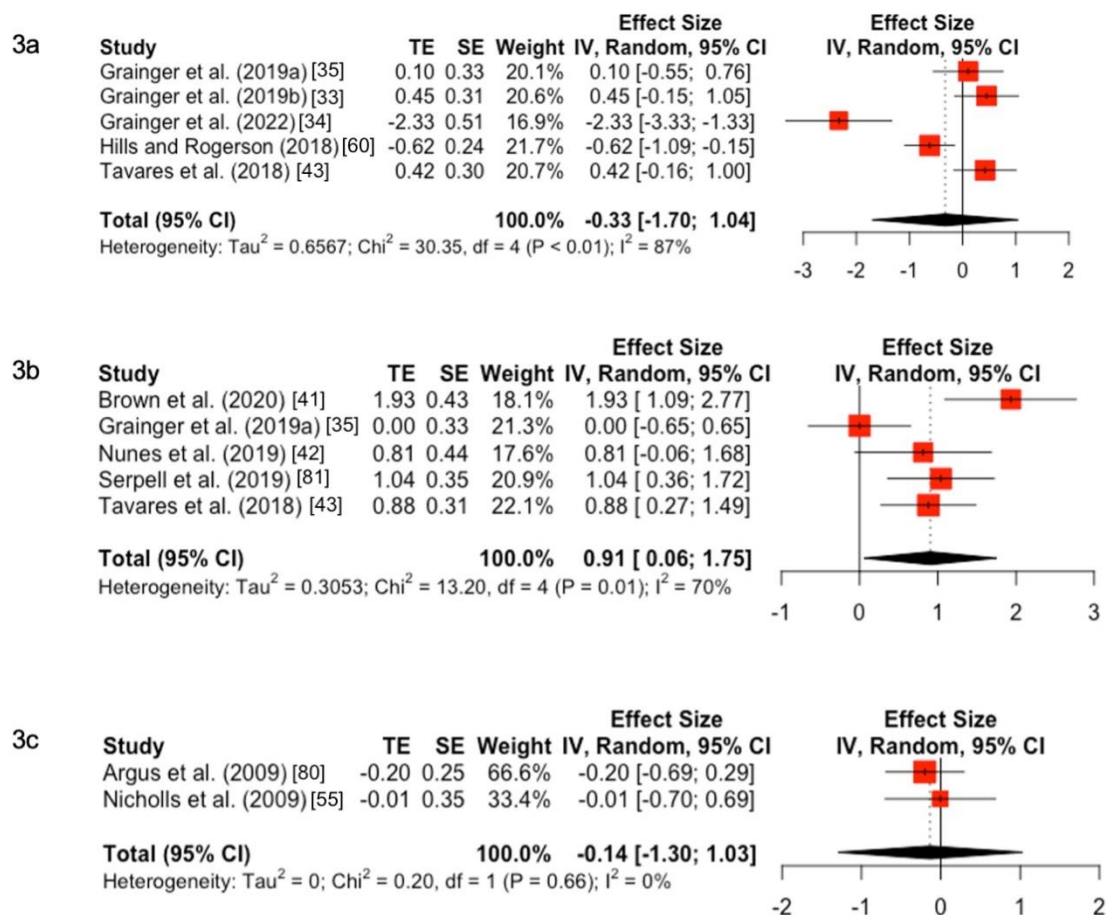 3a
Effect Size Effect Size
Study TE SE Weight IV, Random, 95% CI IV, Random, 95% CI
Grainger et al. (2019a) [35] 0.10 0.33 20.1% 0.10 [-0.55; 0.76]
Grainger et al. (2019b) [33] 0.45 0.31 20.6% 0.45 [-0.15; 1.05]
Grainger et al. (2022) [34] -2.33 0.51 16.9% -2.33 [-3.33; -1.33]
Hills and Rogerson (2018) [60] -0.62 0.24 21.7% -0.62 [-1.09; -0.15]
Tavares et al. (2018) [43] 0.42 0.30 20.7% 0.42 [-0.16; 1.00]
Total (95% CI) 100.0% -0.33 [-1.70; 1.04]
Heterogeneity: Tau² = 0.6567; Chi² = 30.35, df = 4 (P < 0.01); I² = 87%
-3 -2 -1 0 1 2
3b
Effect Size Effect Size
Study TE SE Weight IV, Random, 95% CI IV, Random, 95% CI
Brown et al. (2020) [41] 1.93 0.43 18.1% 1.93 [ 1.09; 2.77]
Grainger et al. (2019a) [35] 0.00 0.33 21.3% 0.00 [-0.65; 0.65]
Nunes et al. (2019) [42] 0.81 0.44 17.6% 0.81 [-0.06; 1.68]
Serpell et al. (2019) [81] 1.04 0.35 20.9% 1.04 [ 0.36; 1.72]
Tavares et al. (2018) [43] 0.88 0.31 22.1% 0.88 [ 0.27; 1.49]
Total (95% CI) 100.0% 0.91 [ 0.06; 1.75]
Heterogeneity: Tau² = 0.3053; Chi² = 13.20, df = 4 (P = 0.01); I² = 70%
-1 0 1 2 3
3c
Effect Size Effect Size
Study TE SE Weight IV, Random, 95% CI IV, Random, 95% CI
Argus et al. (2009) [80] -0.20 0.25 66.6% -0.20 [-0.69; 0.29]
Nicholls et al. (2009) [55] -0.01 0.35 33.4% -0.01 [-0.70; 0.69]
Total (95% CI) 100.0% -0.14 [-1.30; 1.03]
Heterogeneity: Tau² = 0; Chi² = 0.20, df = 1 (P = 0.66); I² = 0%
-2 -1 0 1 2